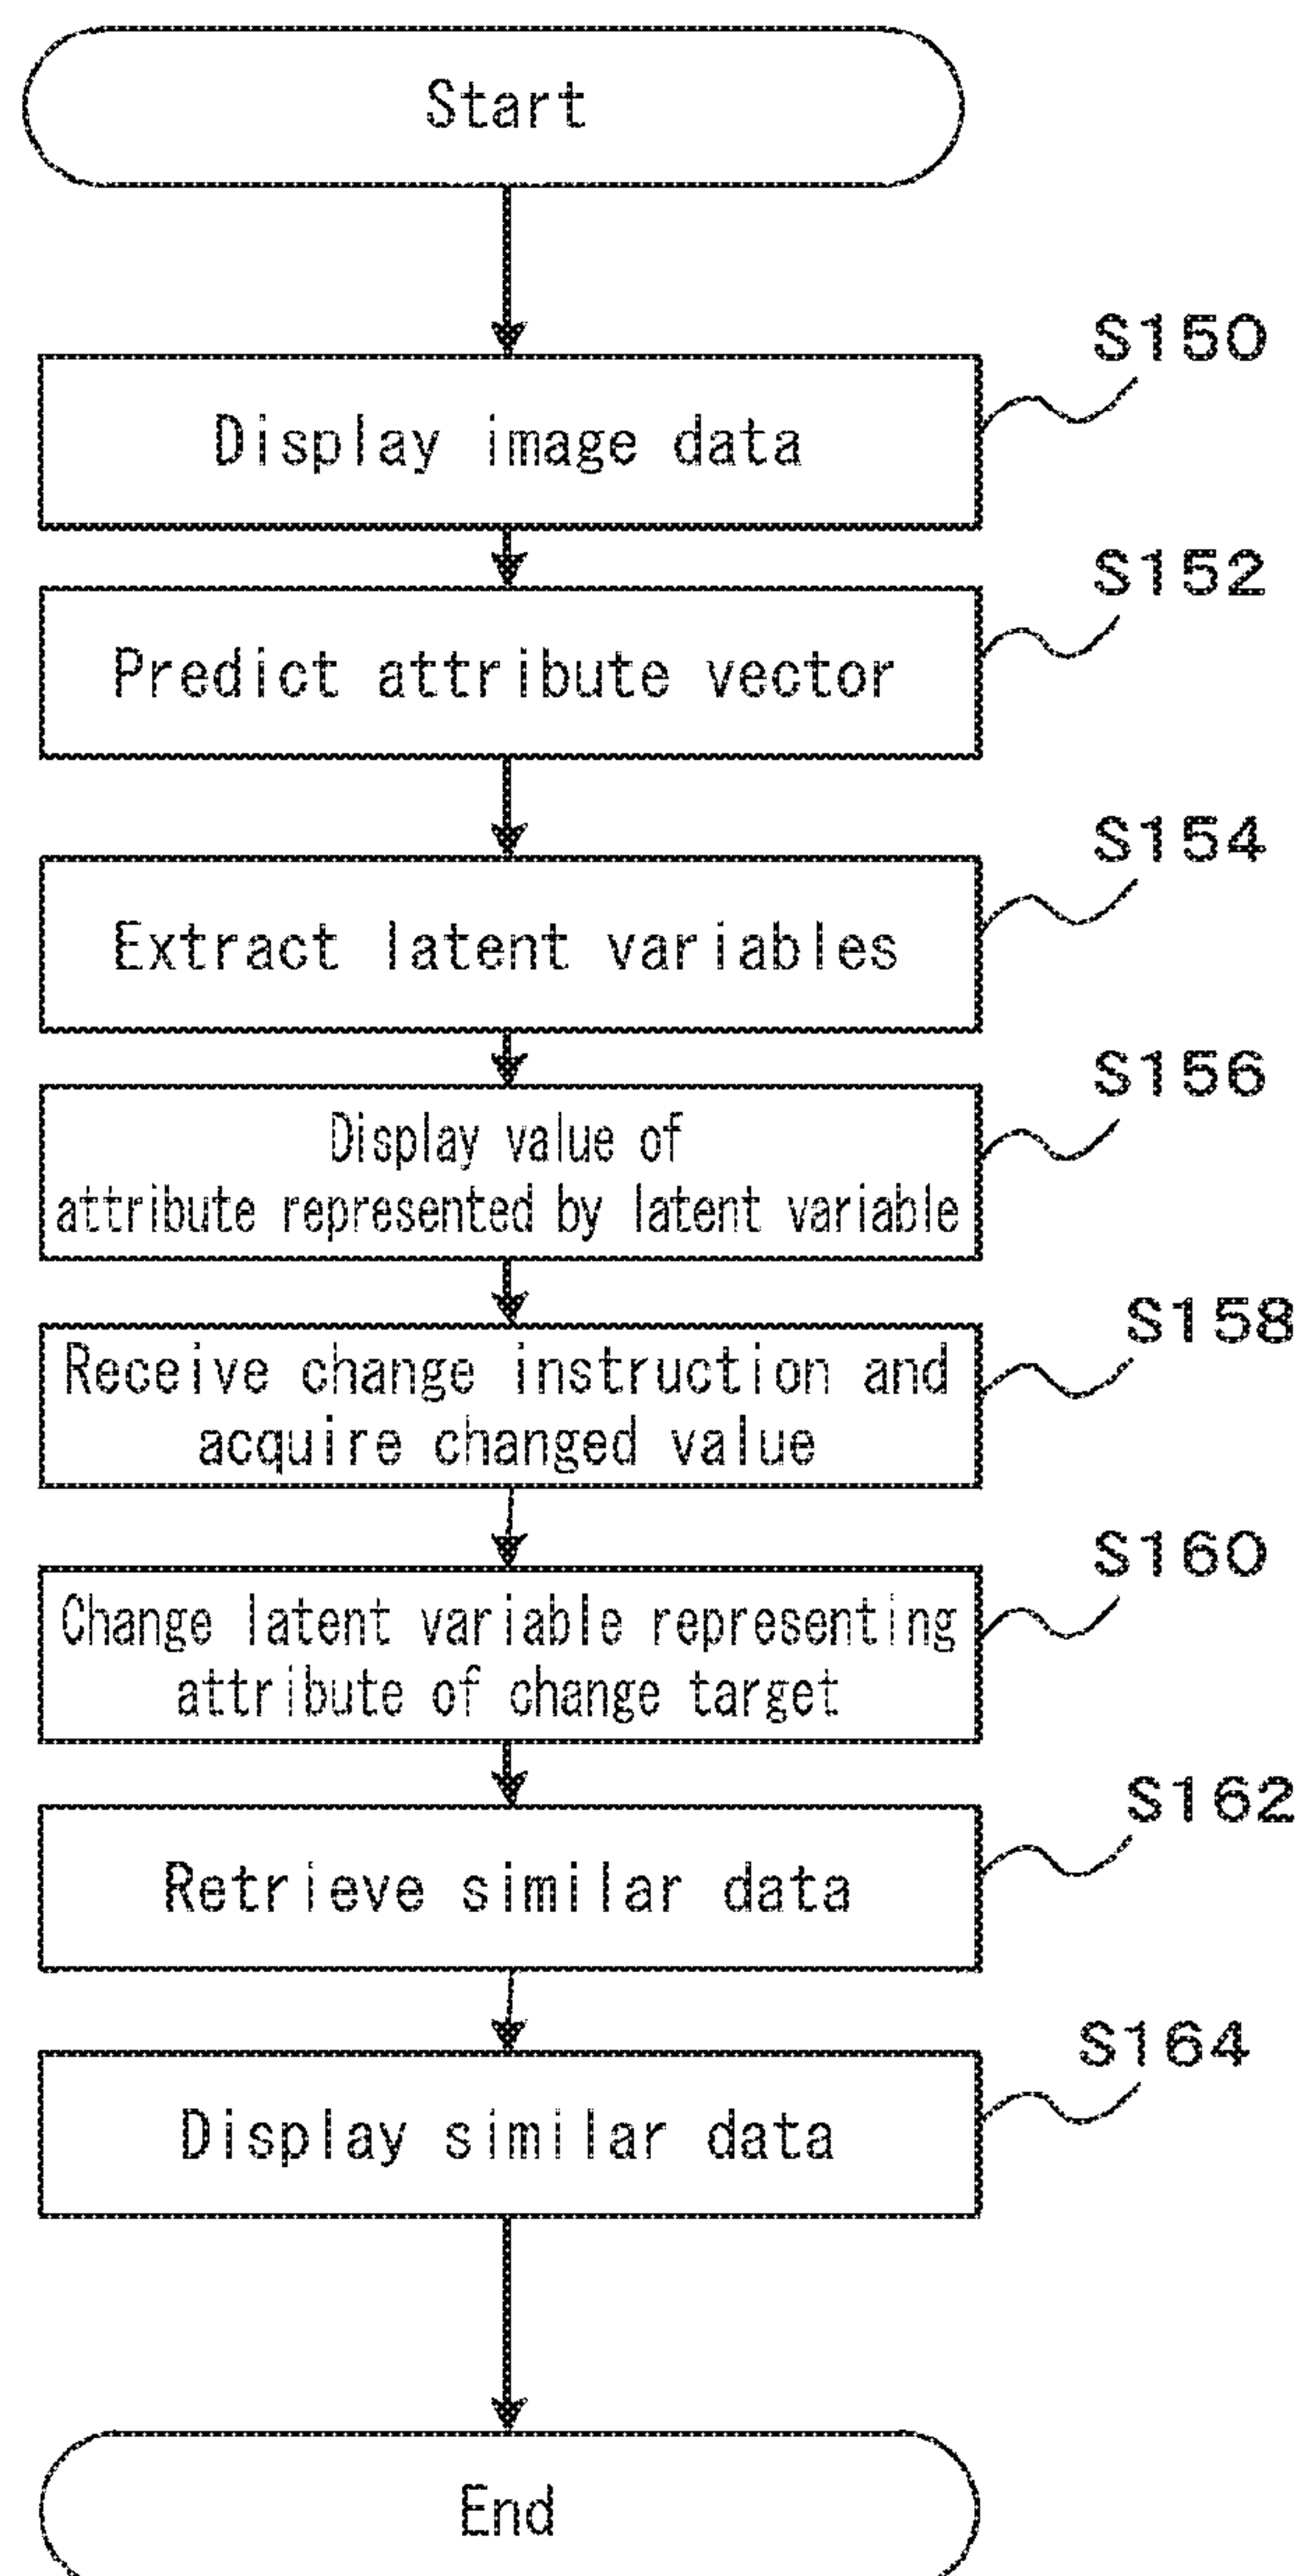 Start
S150
Display image data
S152
Predict attribute vector
S154
Extract latent variables
S156
Display value of
attribute represented by latent variable
S158
Receive change instruction and
acquire changed value
S160
Change latent variable representing
attribute of change target
S162
Retrieve similar data
S164
Display similar data
End